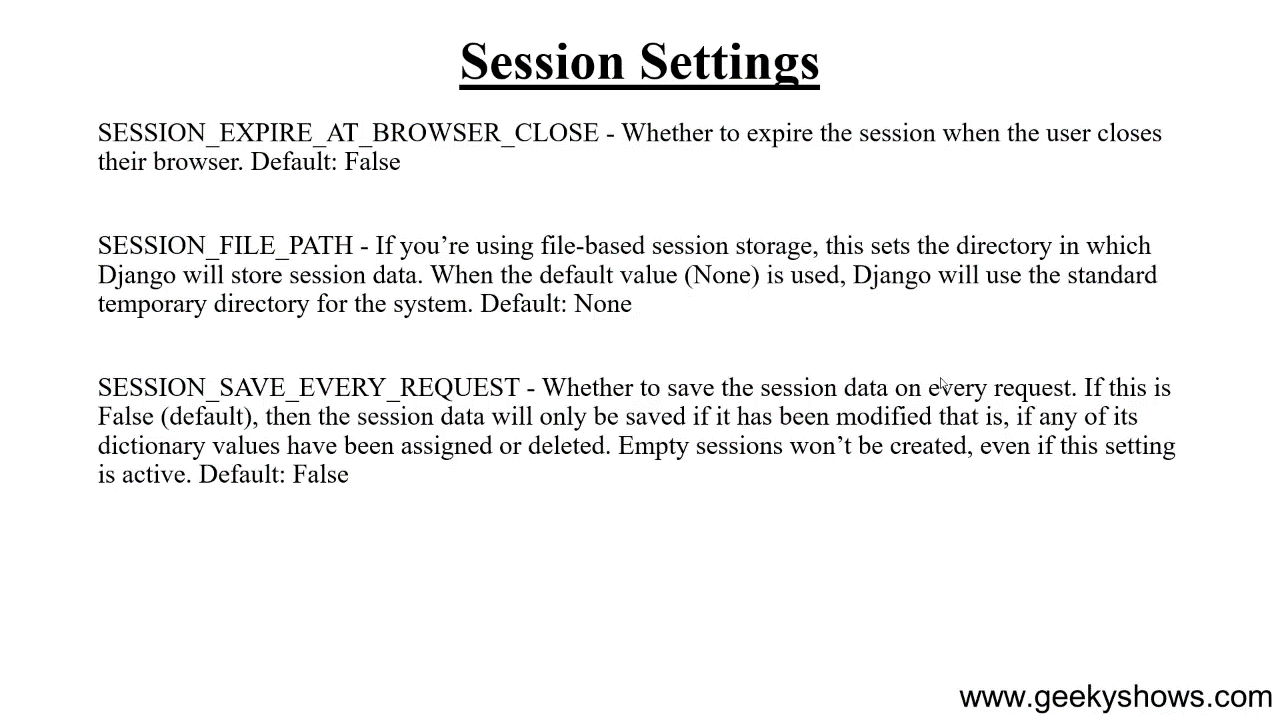 Session Settings
SESSION_EXPIRE_AT_BROWSER_CLOSE - Whether to expire the session when the user closes
their browser. Default: False
SESSION_FILE_PATH - If you’re using file-based session storage, this sets the directory in which
Django will store session data. When the default value (None) is used, Django will use the standard
temporary directory for the system. Default: None
SESSION_SAVE_EVERY_REQUEST - Whether to save the session data on every request. If this is
False (default), then the session data will only be saved if it has been modified that is, if any of its
dictionary values have been assigned or deleted. Empty sessions won’t be created, even if this setting
is active. Default: False
www.geekyshows.com